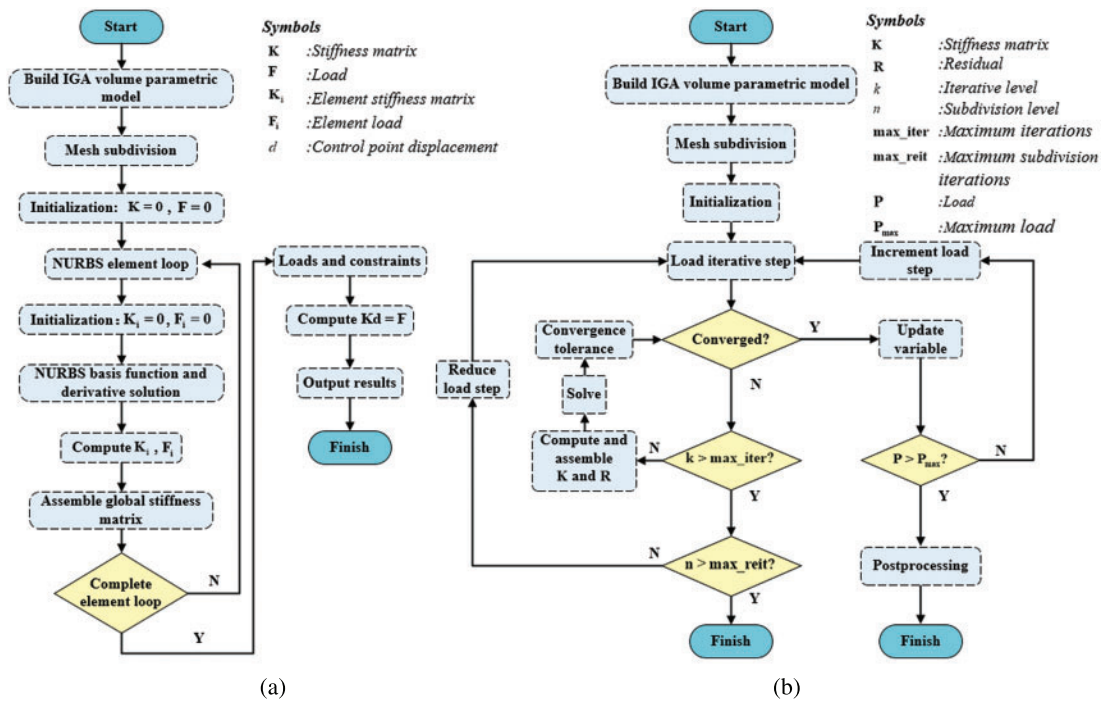 Start
Build IGA volume parametric
model
Mesh subdivision
Initialization: K = 0 , F = 0
NURBS element loop
Initialization: Kᵢ = 0, Fᵢ = 0
NURBS basis function and
derivative solution
Compute Kᵢ , Fᵢ
Assemble global stiffness
matrix
Complete
element loop
N
Y
Loads and constraints
Compute Kd = F
Output results
Finish
Symbols
K :Stiffness matrix
F :Load
Kᵢ :Element stiffness matrix
Fᵢ :Element load
d :Control point displacement
(a)
Start
Build IGA volume parametric model
Mesh subdivision
Initialization
Load iterative step
Increment load
step
Converged?
Y
N
Update
variable
Convergence
tolerance
Solve
Compute and
assemble
K and R
Reduce
load step
k > max_iter?
N
Y
P > Pmax?
N
Y
n > max_reit?
N
Y
Postprocessing
Finish
Finish
Symbols
K :Stiffness matrix
R :Residual
k :Iterative level
n :Subdivision level
max_iter :Maximum iterations
max_reit :Maximum subdivision
iterations
P :Load
Pmax :Maximum load
(b)